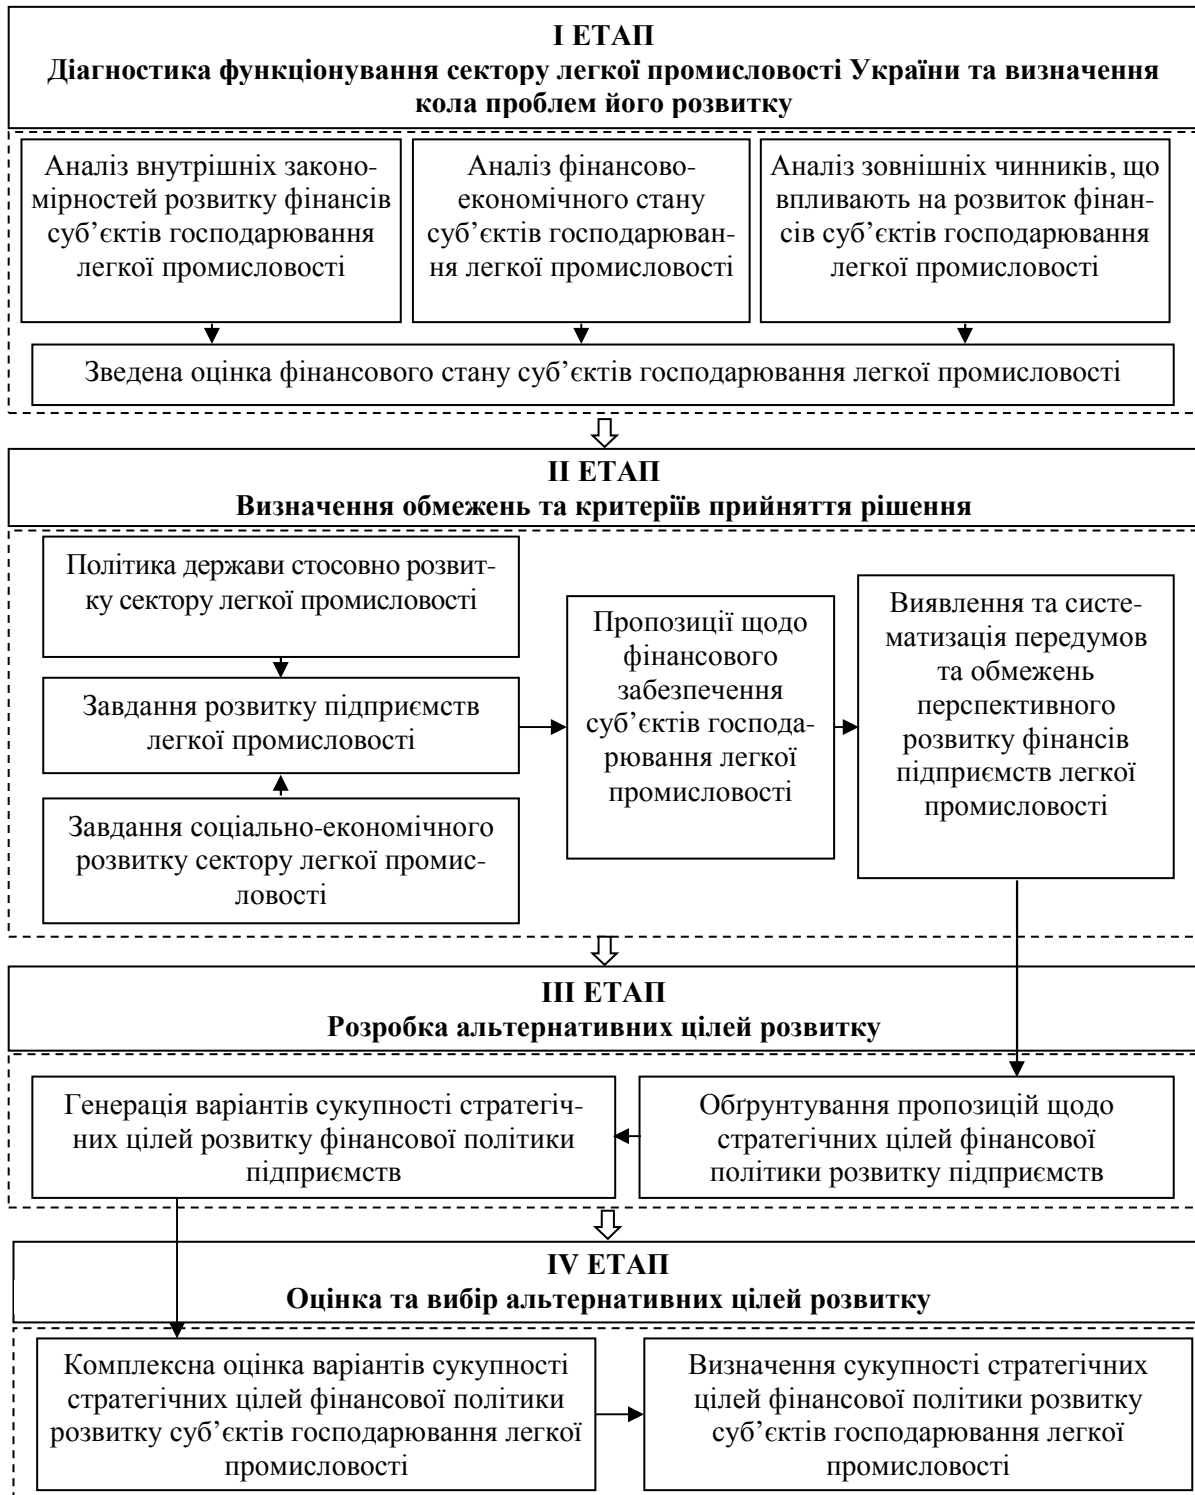 І ЕТАП
Діагностика функціонування сектору легкої промисловості України та визначення
кола проблем його розвитку
Аналіз внутрішніх законо-
мірностей розвитку фінансів
суб’єктів господарювання
легкої промисловості
Аналіз фінансово-
економічного стану
суб’єктів господарюван-
ня легкої промисловості
Аналіз зовнішніх чинників, що
впливають на розвиток фінан-
сів суб’єктів господарювання
легкої промисловості
Зведена оцінка фінансового стану суб’єктів господарювання легкої промисловості
ІІ ЕТАП
Визначення обмежень та критеріїв прийняття рішення
Політика держави стосовно розвит-
ку сектору легкої промисловості
Завдання розвитку підприємств
легкої промисловості
Завдання соціально-економічного
розвитку сектору легкої промис-
ловості
Пропозиції щодо
фінансового
забезпечення
суб’єктів господа-
рювання легкої
промисловості
Виявлення та систе-
матизація передумов
та обмежень
перспективного
розвитку фінансів
підприємств легкої
промисловості
ІІІ ЕТАП
Розробка альтернативних цілей розвитку
Генерація варіантів сукупності стратегіч-
них цілей розвитку фінансової політики
підприємств
Обґрунтування пропозицій щодо
стратегічних цілей фінансової
політики розвитку підприємств
IV ЕТАП
Оцінка та вибір альтернативних цілей розвитку
Комплексна оцінка варіантів сукупності
стратегічних цілей фінансової політики
розвитку суб’єктів господарювання легкої
промисловості
Визначення сукупності стратегічних
цілей фінансової політики розвитку
суб’єктів господарювання легкої
промисловості